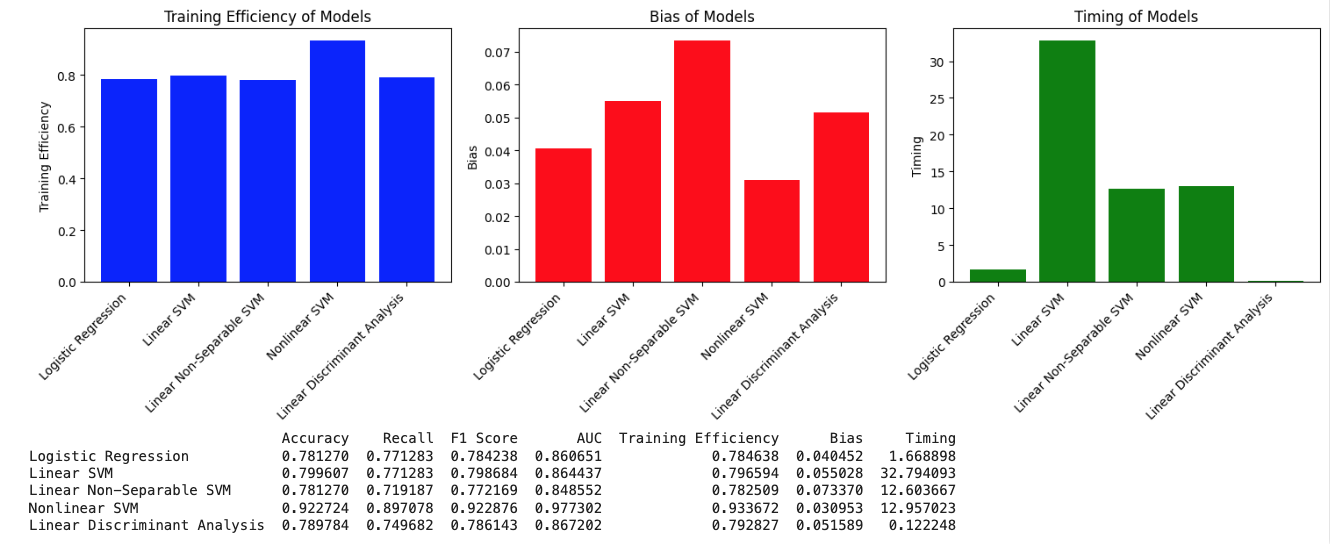 Training Efficiency of Models
Training Efficiency
0.8
0.6
0.4
0.2
0.0
Logistic Regression
Linear SVM
Linear Non-Separable SVM
Nonlinear SVM
Linear Discriminant Analysis
Bias of Models
Bias
0.07
0.06
0.05
0.04
0.03
0.02
0.01
0.00
Logistic Regression
Linear SVM
Linear Non-Separable SVM
Nonlinear SVM
Linear Discriminant Analysis
Timing of Models
Timing
30
25
20
15
10
5
0
Logistic Regression
Linear SVM
Linear Non-Separable SVM
Nonlinear SVM
Linear Discriminant Analysis
Accuracy Recall F1 Score AUC Training Efficiency Bias Timing
Logistic Regression 0.781270 0.771283 0.784238 0.860651 0.784638 0.040452 1.668898
Linear SVM 0.799607 0.771283 0.798684 0.864437 0.796594 0.055028 32.794093
Linear Non-Separable SVM 0.781270 0.719187 0.772169 0.848552 0.782509 0.073370 12.603667
Nonlinear SVM 0.922724 0.897078 0.922876 0.977302 0.933672 0.030953 12.957023
Linear Discriminant Analysis 0.789784 0.749682 0.786143 0.867202 0.792827 0.051589 0.122248